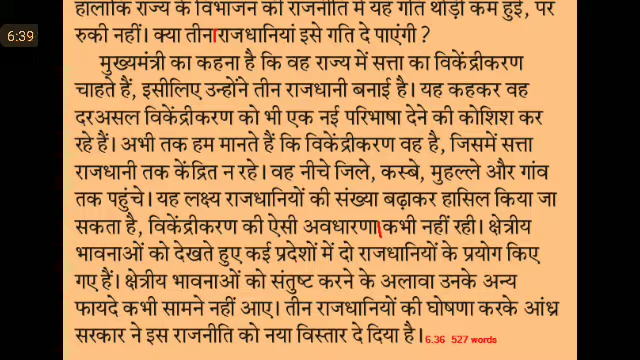 6:39
हालांकि राज्य के विभाजन की राजनीति में यह गति थोड़ी कम हुई, पर
रुकी नहीं। क्या तीन राजधानियां इसे गति दे पाएंगी ?
मुख्यमंत्री का कहना है कि वह राज्य में सत्ता का विकेंद्रीकरण
चाहते हैं, इसीलिए उन्होंने तीन राजधानी बनाई है। यह कहकर वह
दरअसल विकेंद्रीकरण को भी एक नई परिभाषा देने की कोशिश कर
रहे हैं। अभी तक हम मानते हैं कि विकेंद्रीकरण वह है, जिसमें सत्ता
राजधानी तक केंद्रित न रहे। वह नीचे जिले, कस्बे, मुहल्ले और गांव
तक पहुंचे। यह लक्ष्य राजधानियों की संख्या बढ़ाकर हासिल किया जा
सकता है, विकेंद्रीकरण की ऐसी अवधारणा कभी नहीं रही। क्षेत्रीय
भावनाओं को देखते हुए कई प्रदेशों में दो राजधानियों के प्रयोग किए
गए हैं। क्षेत्रीय भावनाओं को संतुष्ट करने के अलावा उनके अन्य
फायदे कभी सामने नहीं आए। तीन राजधानियों की घोषणा करके आंध्र
सरकार ने इस राजनीति को नया विस्तार दे दिया है। 6.36 527 words